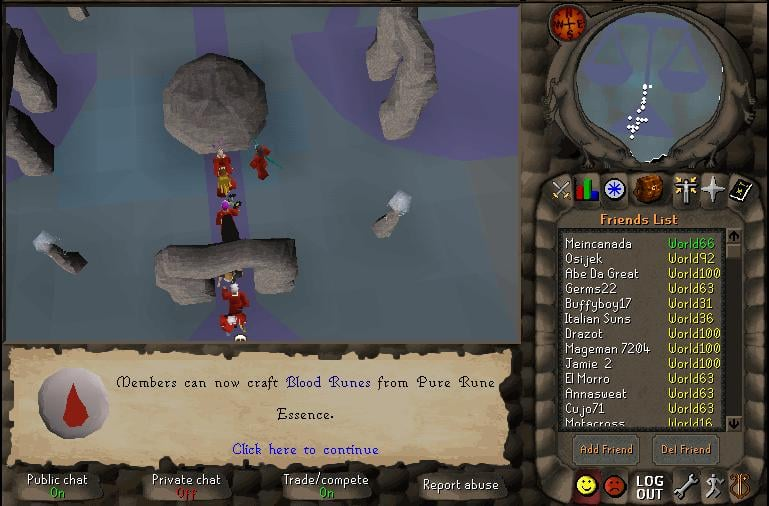 N
W E
S
Friends List
Meincanada World66
Osijek World92
Abe Da Great World100
Germs22 World63
Buffyboy17 World31
Italian Suns World36
Drazot World100
Mageman 7204 World100
Jamie 2 World100
El Morro World63
Annasweat World63
Cujo71 World63
Motacross World16
Add Friend Del Friend
LOG
OUT
Members can now craft Blood Runes from Pure Rune
Essence.
Click here to continue
Public chat Private chat Trade/compete Report abuse
On Off On